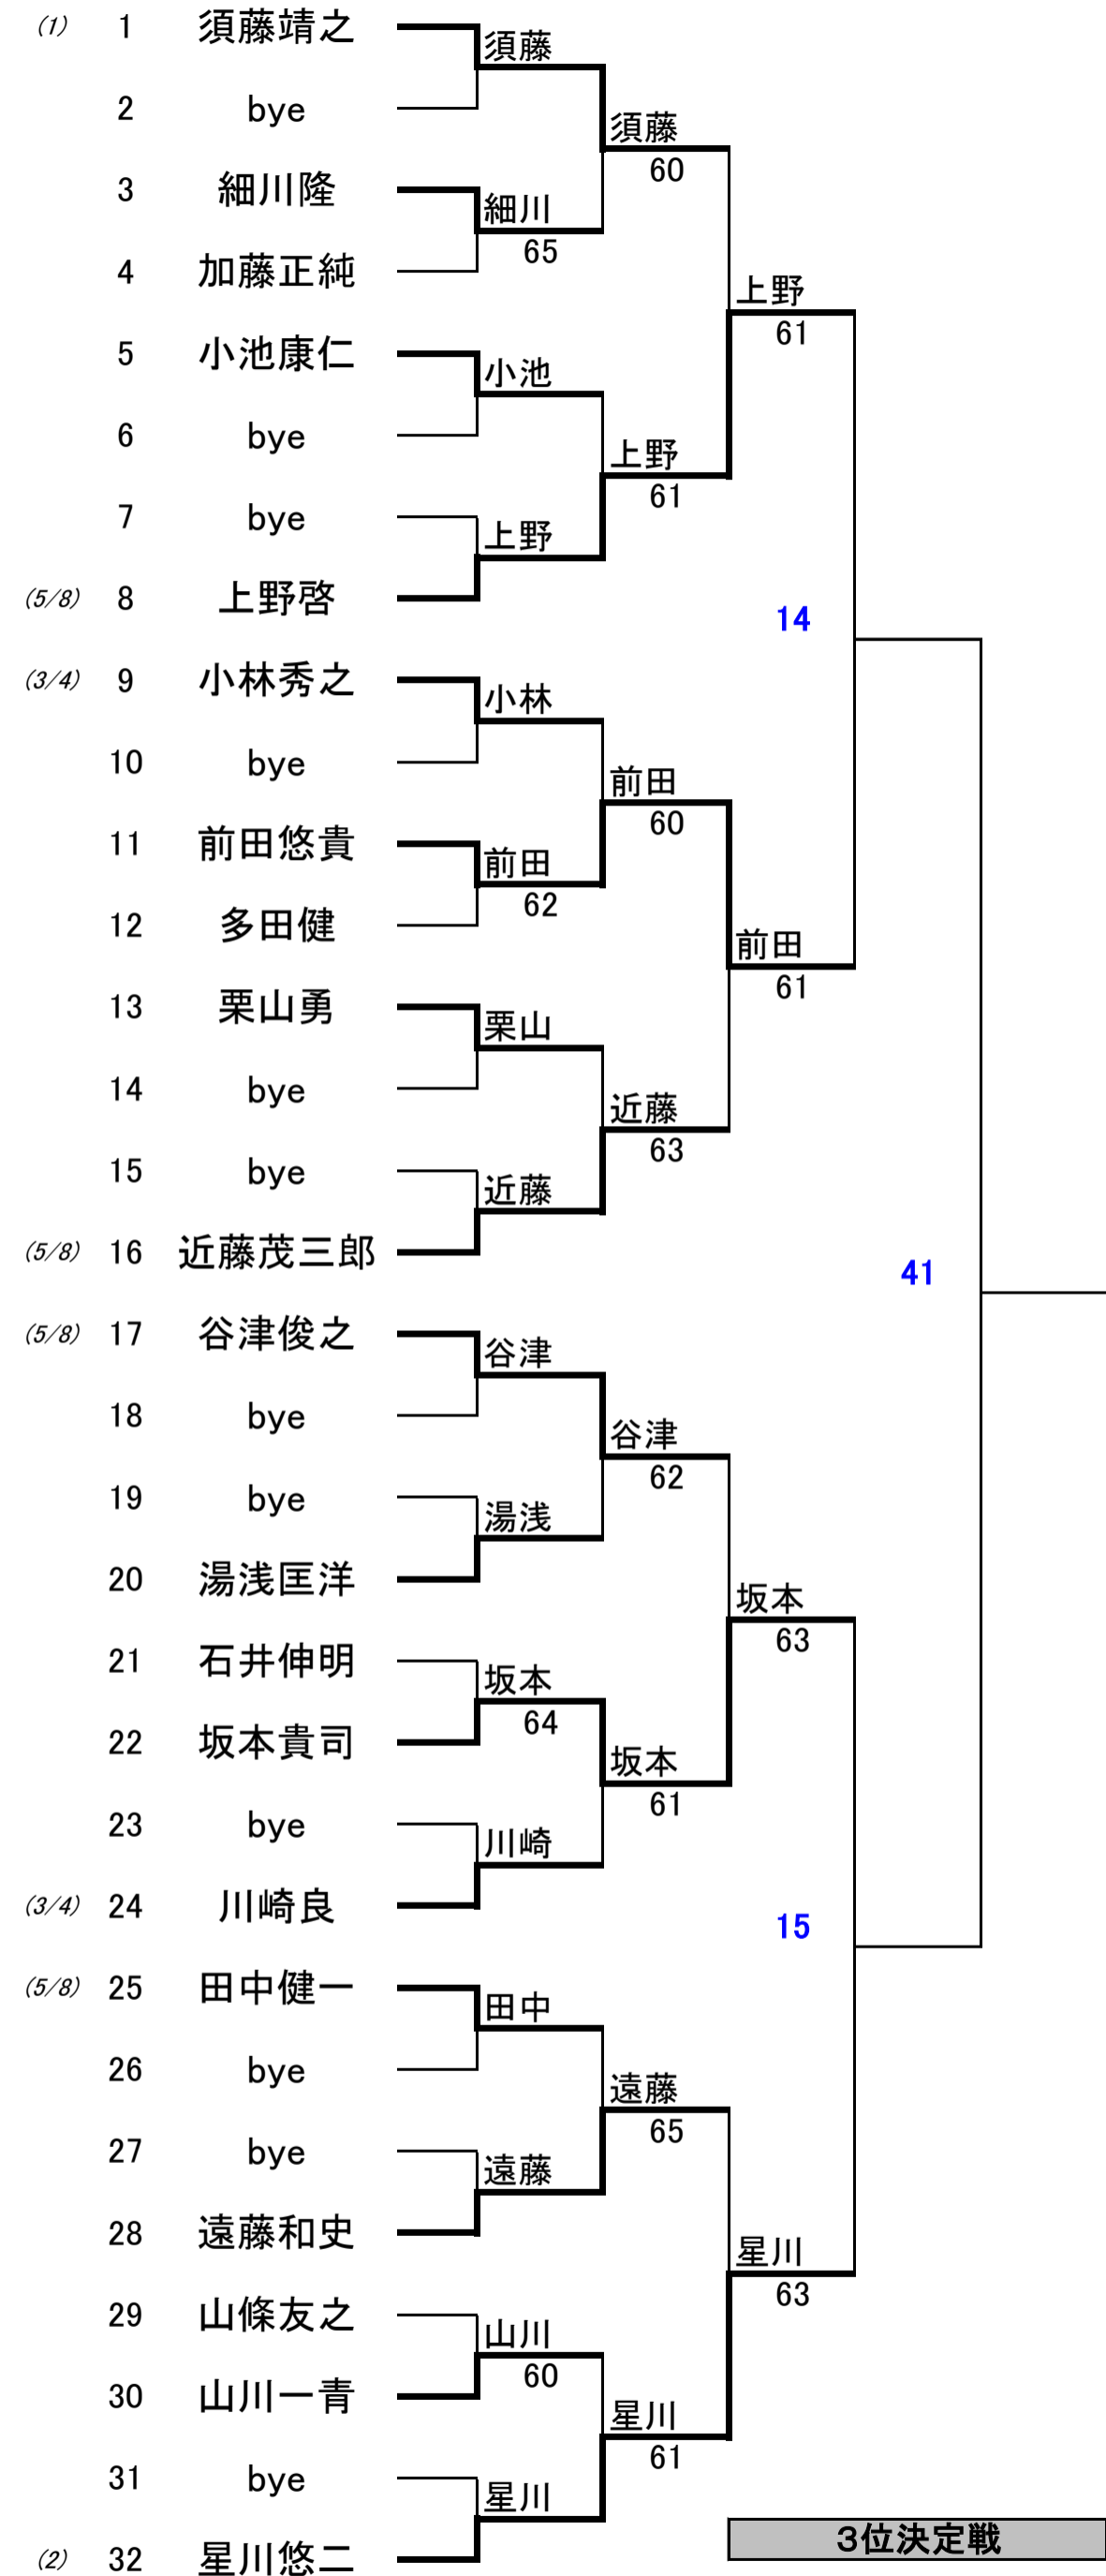 (1) 1 須藤靖之
須藤
2 bye
須藤
60
3 細川隆
細川
65
4 加藤正純
上野
61
5 小池康仁
小池
6 bye
上野
61
7 bye
上野
(5/8) 8 上野啓
14
(3/4) 9 小林秀之
小林
10 bye
前田
60
11 前田悠貴
前田
62
12 多田健
前田
61
13 栗山勇
栗山
14 bye
近藤
63
15 bye
近藤
(5/8) 16 近藤茂三郎
41
(5/8) 17 谷津俊之
谷津
18 bye
谷津
62
19 bye
湯浅
20 湯浅匡洋
坂本
63
21 石井伸明
坂本
64
22 坂本貴司
坂本
61
23 bye
川崎
(3/4) 24 川崎良
15
(5/8) 25 田中健一
田中
26 bye
遠藤
65
27 bye
遠藤
28 遠藤和史
星川
63
29 山條友之
山川
60
30 山川一青
星川
61
31 bye
星川
(2) 32 星川悠二
3位決定戦